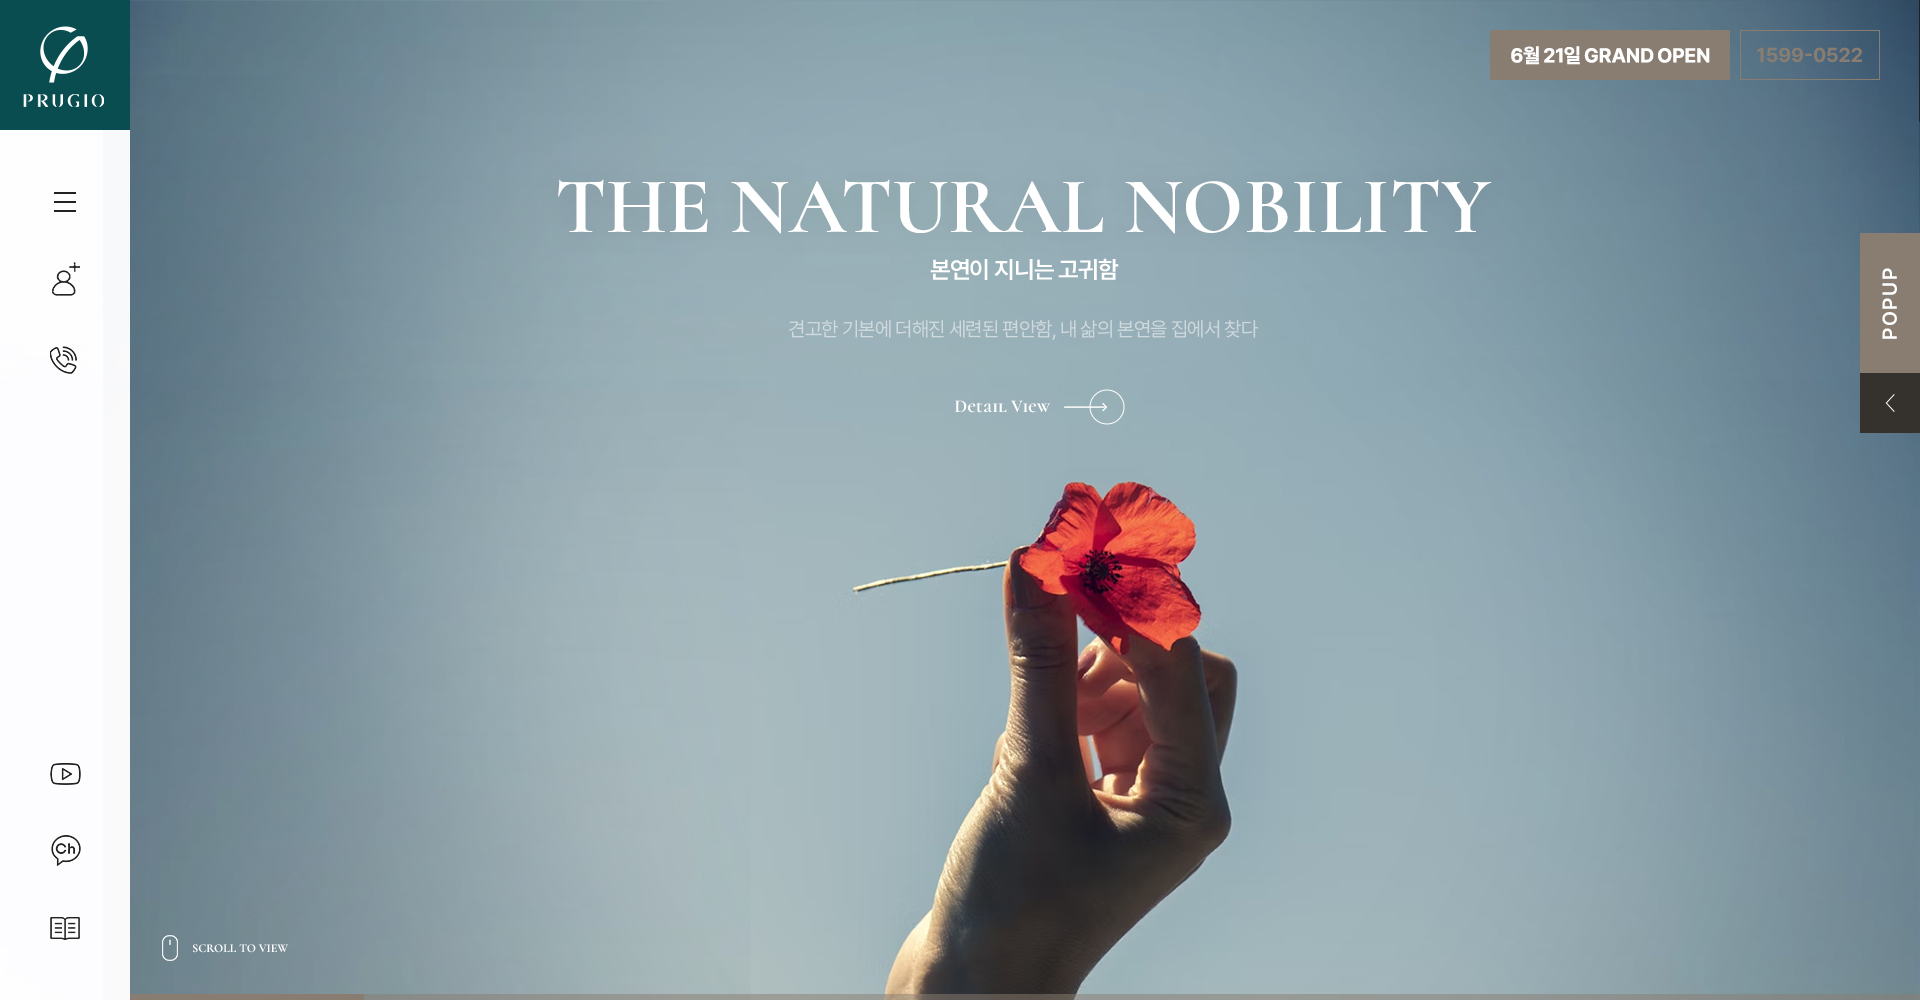 PRUGIO
6월 21일 GRAND OPEN
1599-0522
THE NATURAL NOBILITY
본연이 지니는 고귀함
견고한 기본에 더해진 세련된 편안함, 내 삶의 본연을 집에서 찾다
Detail View
POPUP
Ch
SCROLL TO VIEW